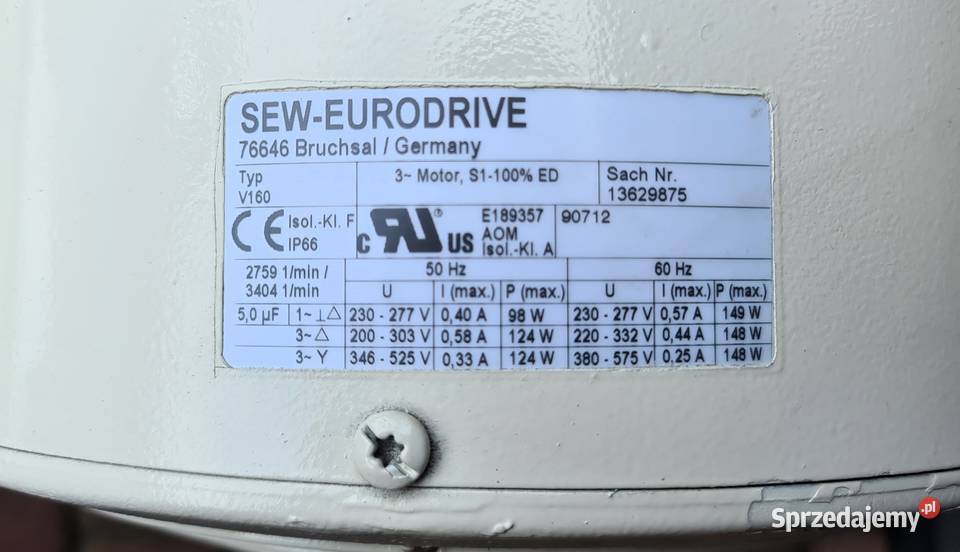 SEW-EURODRIVE
76646 Bruchsal / Germany
Typ
V160
3~ Motor, S1-100% ED
Sach Nr.
13629875
CE Isol.-Kl. F
IP66
c RU ® US
E189357
AOM
Isol.-Kl. A
90712
2759 1/min /
3404 1/min
50 Hz 60 Hz
U I (max.) P (max.) U I (max.) P (max.)
5,0 µF 1~ ⊥△ 230 - 277 V 0,40 A 98 W 230 - 277 V 0,57 A 149 W
3~ △ 200 - 303 V 0,58 A 124 W 220 - 332 V 0,44 A 148 W
3~ Y 346 - 525 V 0,33 A 124 W 380 - 575 V 0,25 A 148 W
Sprzedajemy.pl